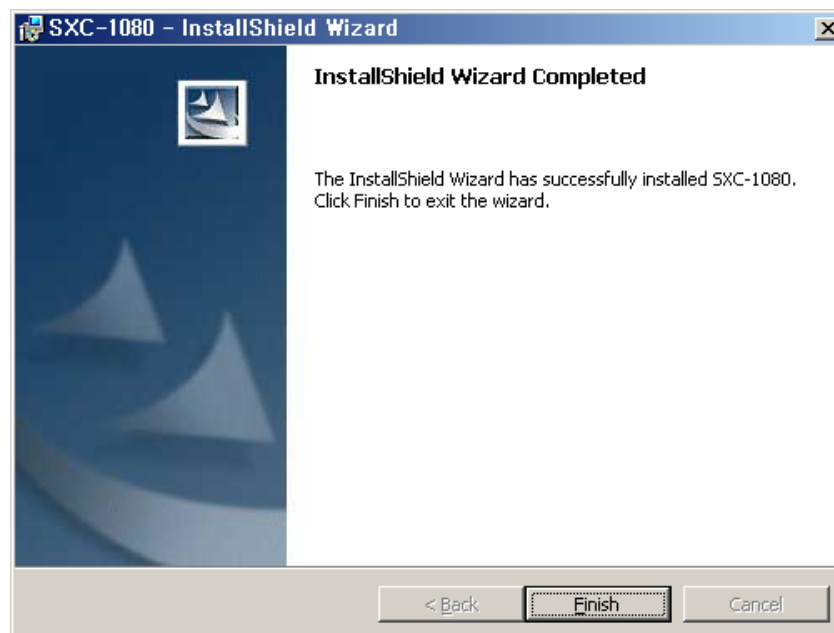 SXC-1080 - InstallShield Wizard
InstallShield Wizard Completed
The InstallShield Wizard has successfully installed SXC-1080.
Click Finish to exit the wizard.
< Back
Finish
Cancel